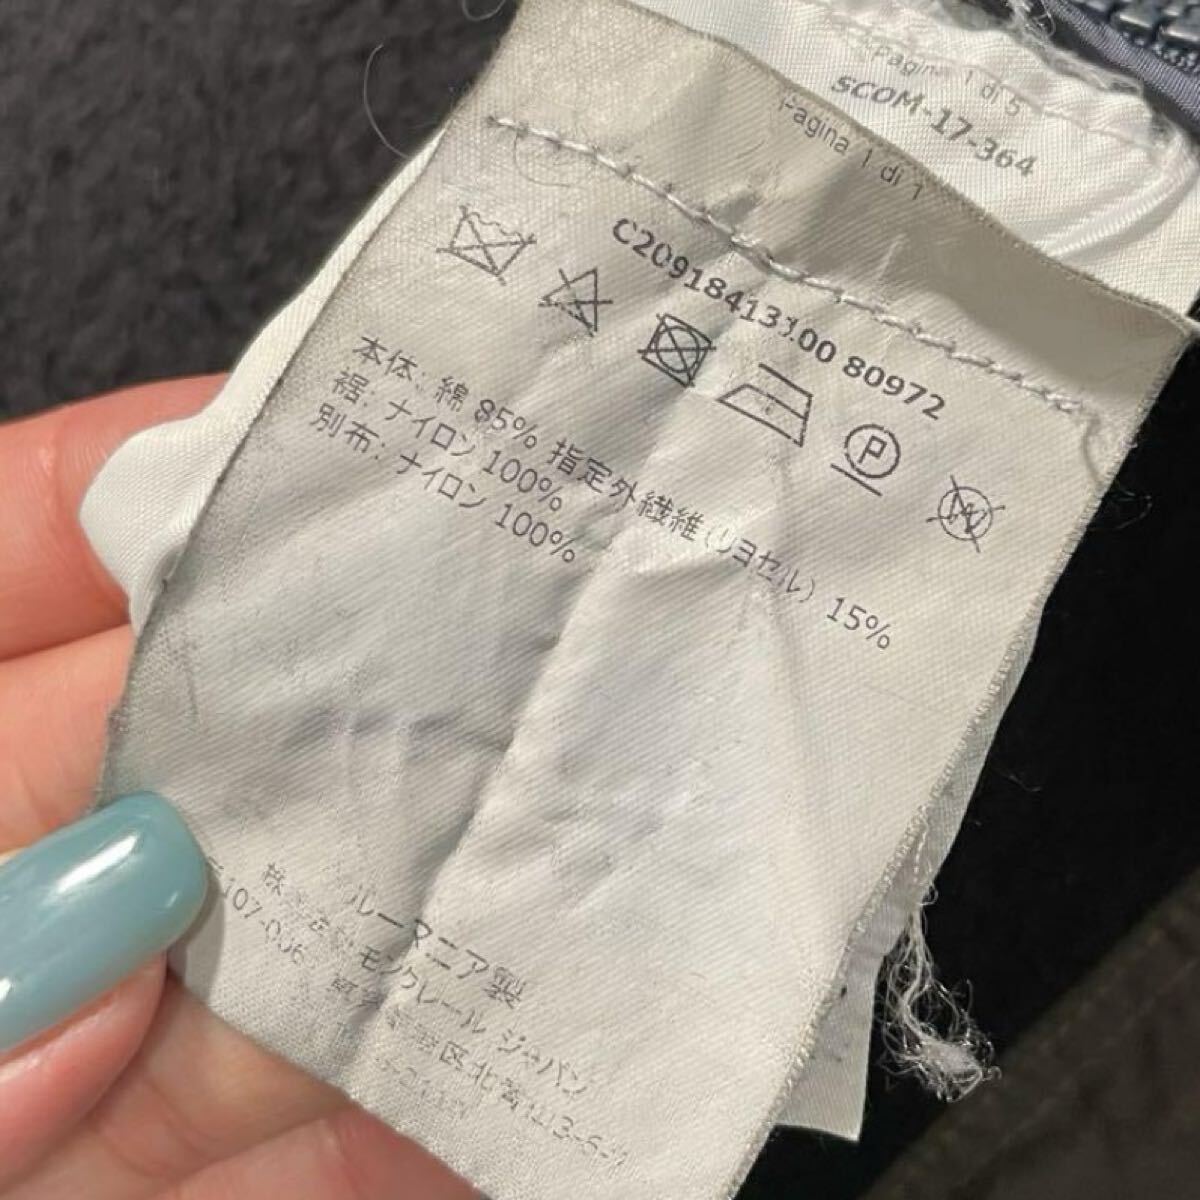 Pagina 1 di 5
SCOM-17-364
Pagina 1 di 1
C20918413100 80972
P
本体: 綿 85% 指定外繊維(リヨセル) 15%
裾: ナイロン 100%
別布: ナイロン 100%
ルーマニア製
モンクレール ジャパン